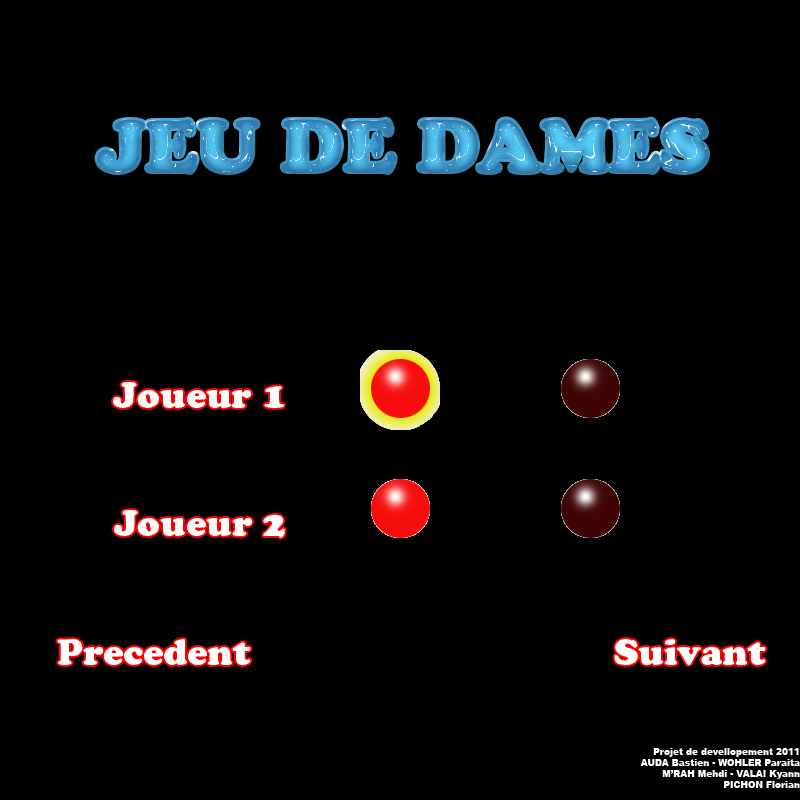 JEU DE DAMES
Joueur 1
Joueur 2
Precedent
Suivant
Projet de devellopement 2011
AUDA Bastien - WOHLER Paraita
M'RAH Mehdi - VALAI Kyann
PICHON Florian